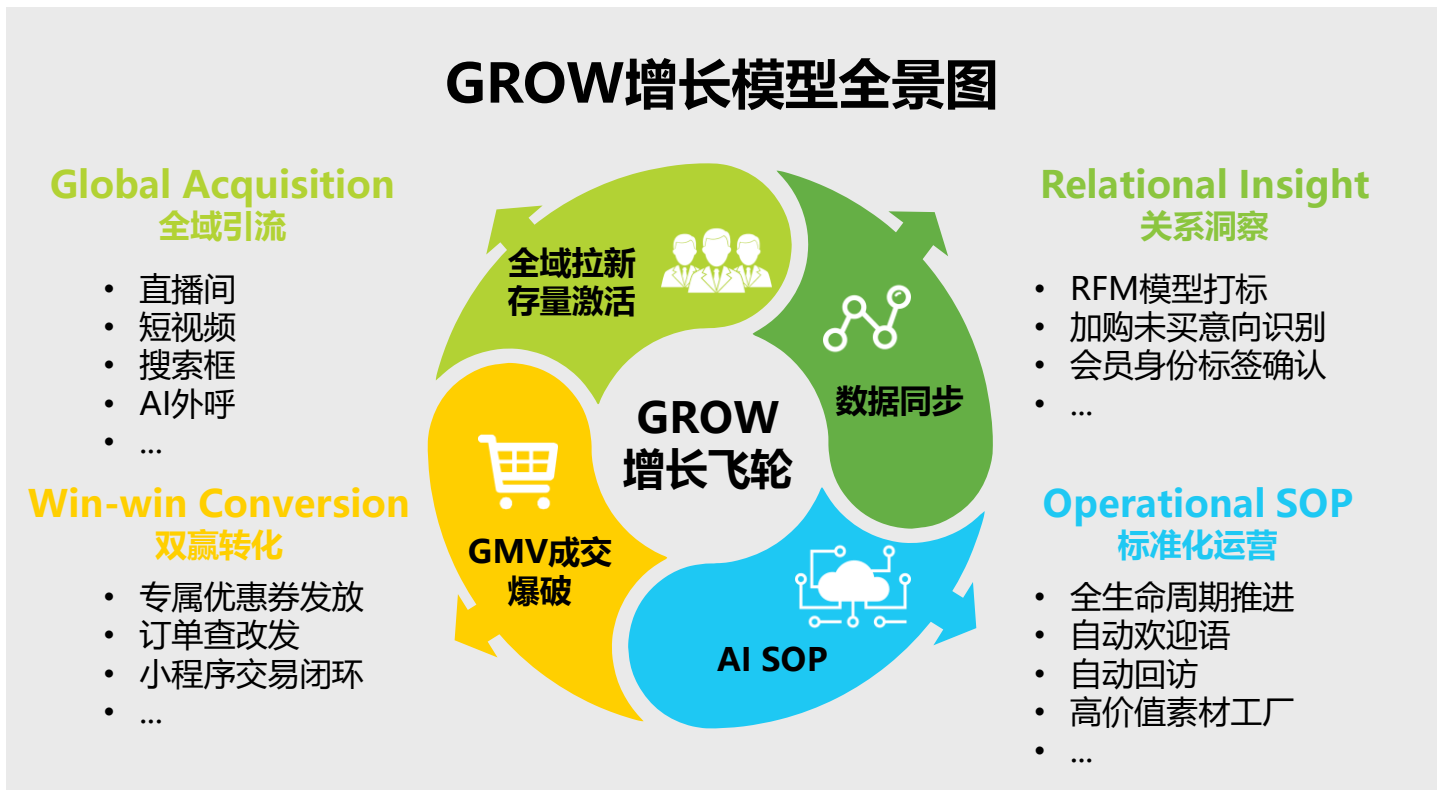 GROW增长模型全景图
Global Acquisition
全域引流
• 直播间
• 短视频
• 搜索框
• AI外呼
• ...
Win-win Conversion
双赢转化
• 专属优惠券发放
• 订单查改发
• 小程序交易闭环
• ...
全域拉新
存量激活
数据同步
GROW
增长飞轮
GMV成交
爆破
AI SOP
Relational Insight
关系洞察
• RFM模型打标
• 加购未买意向识别
• 会员身份标签确认
• ...
Operational SOP
标准化运营
• 全生命周期推进
• 自动欢迎语
• 自动回访
• 高价值素材工厂
• ...